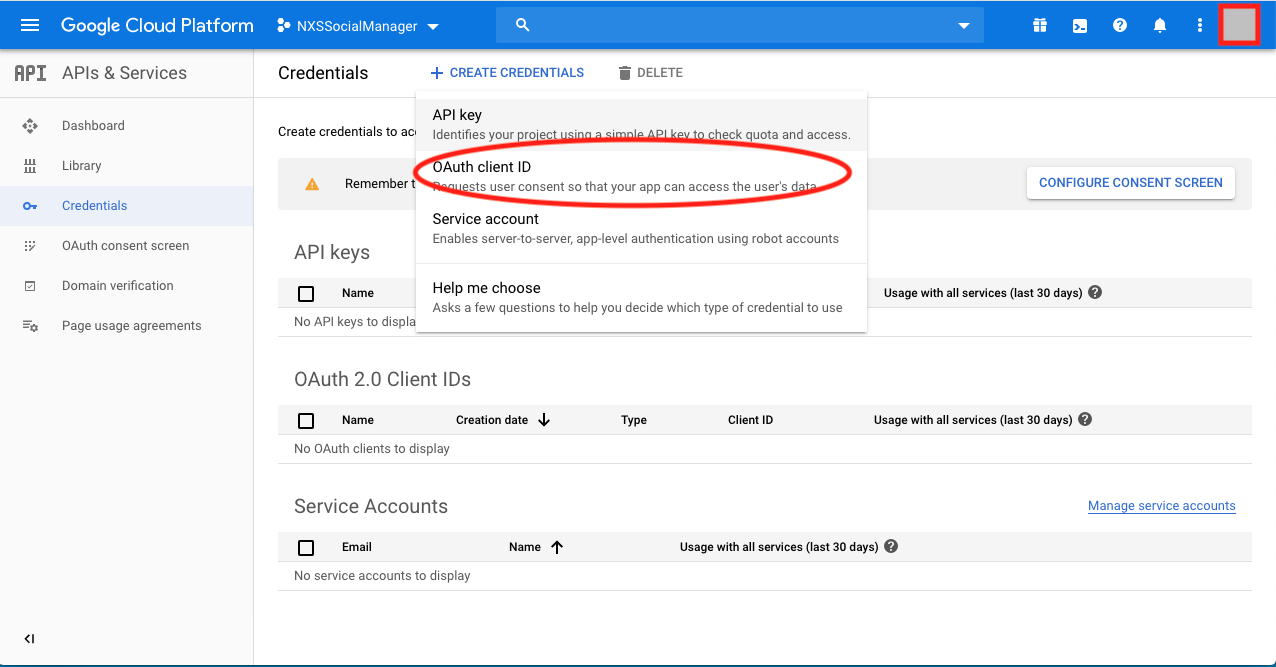 Google Cloud Platform
NXSSocialManager
API
APIs & Services
Credentials
CREATE CREDENTIALS
DELETE
Dashboard
Library
Credentials
OAuth consent screen
Domain verification
Page usage agreements
API key
Identifies your project using a simple API key to check quota and access.
OAuth client ID
Requests user consent so that your app can access the user's data
Service account
Enables server-to-server, app-level authentication using robot accounts
Help me choose
Asks a few questions to help you decide which type of credential to use
Create credentials to
Remember
CONFIGURE CONSENT SCREEN
API keys
Name
Usage with all services (last 30 days)
No API keys to
OAuth 2.0 Client IDs
Name Creation date Type Client ID Usage with all services (last 30 days)
No OAuth clients to display
Service Accounts
Manage service accounts
Email Name Usage with all services (last 30 days)
No service accounts to display